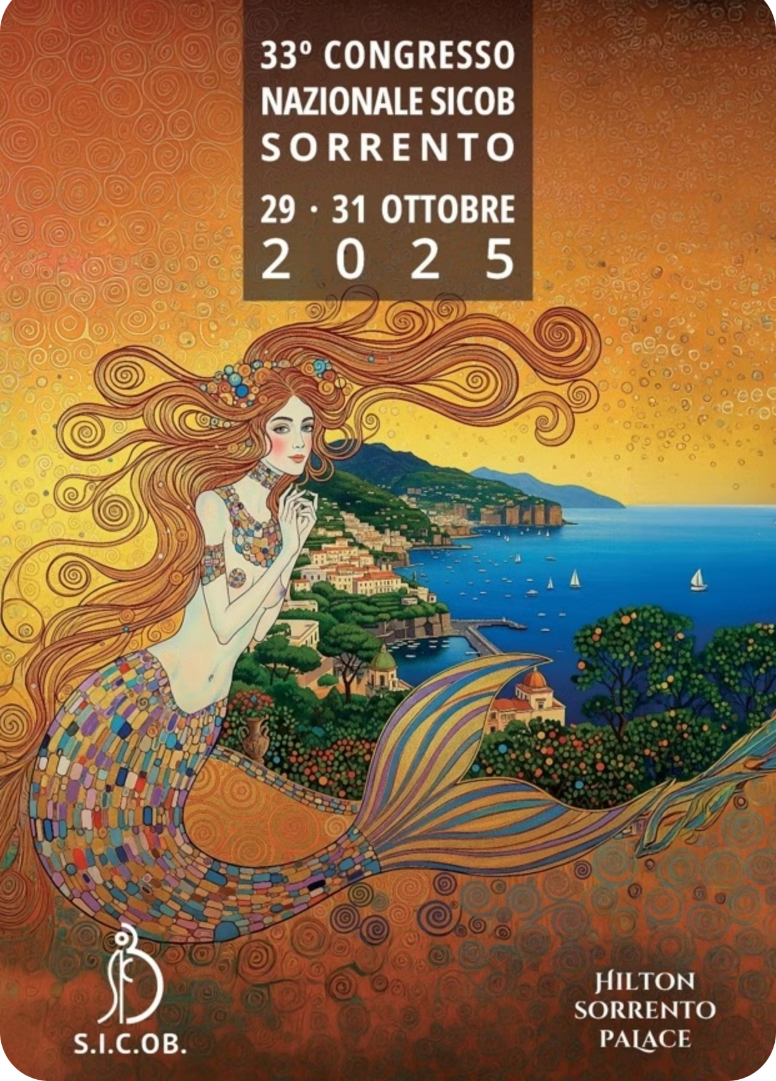 33º CONGRESSO
NAZIONALE SICOB
SORRENTO
29 · 31 OTTOBRE
2025
S.I.C.OB.
HILTON
SORRENTO
PALACE